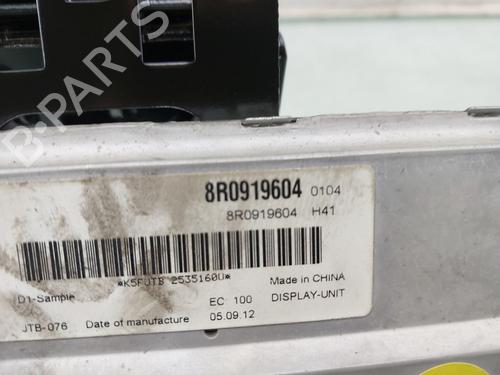 B-PARTS
8R0919604 0104
8R0919604 H41
*K5FJTB 2535160U*
D1-Sample
EC: 100
Made in CHINA
DISPLAY-UNIT
JTB-076 Date of manufacture 05.09.12